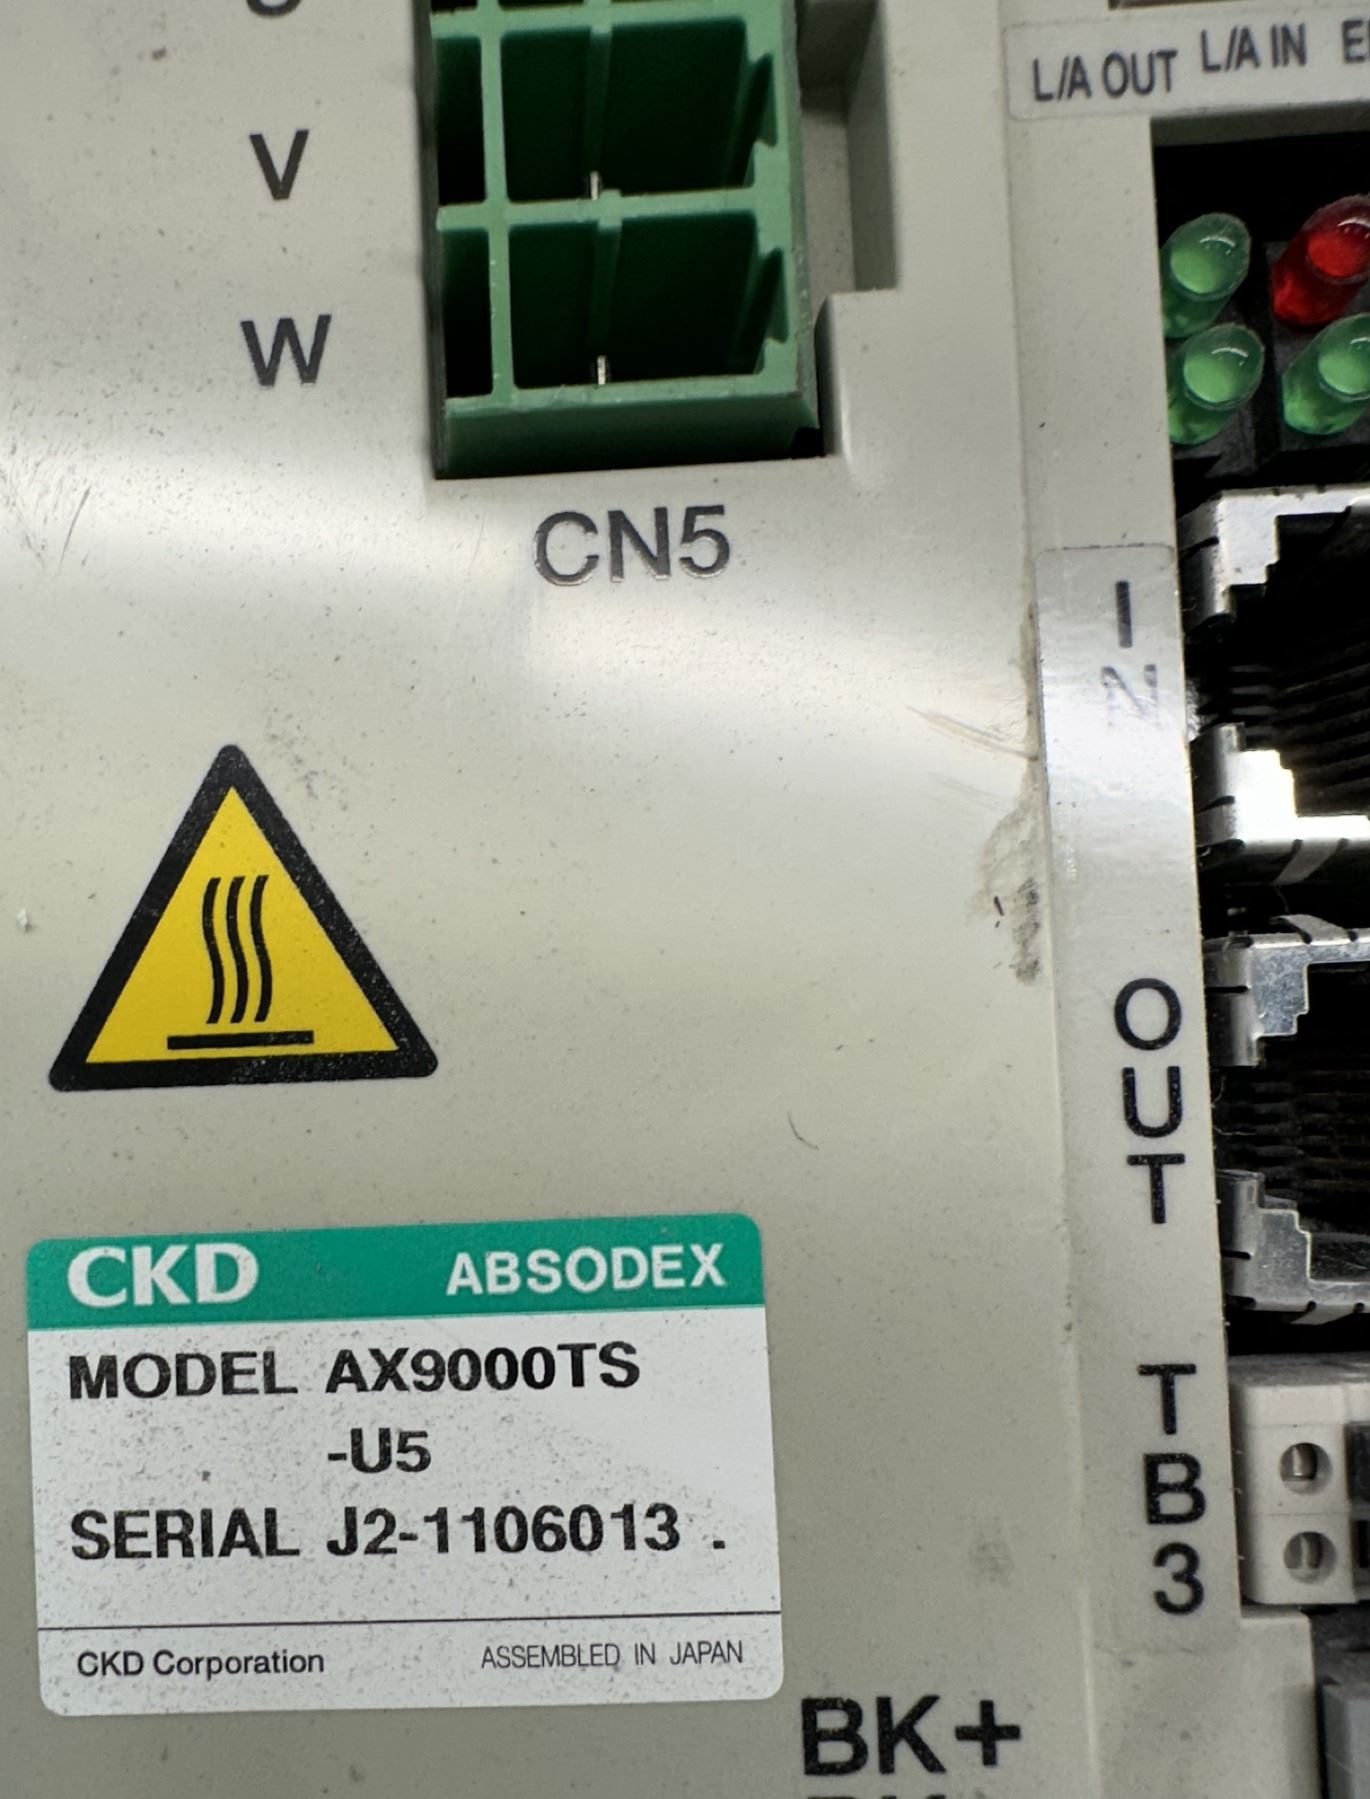 L/A OUT L/A IN
V
W
CN5
IN
OUT
CKD ABSODEX
MODEL AX9000TS
-U5
SERIAL J2-1106013 .
TB3
CKD Corporation ASSEMBLED IN JAPAN
BK+